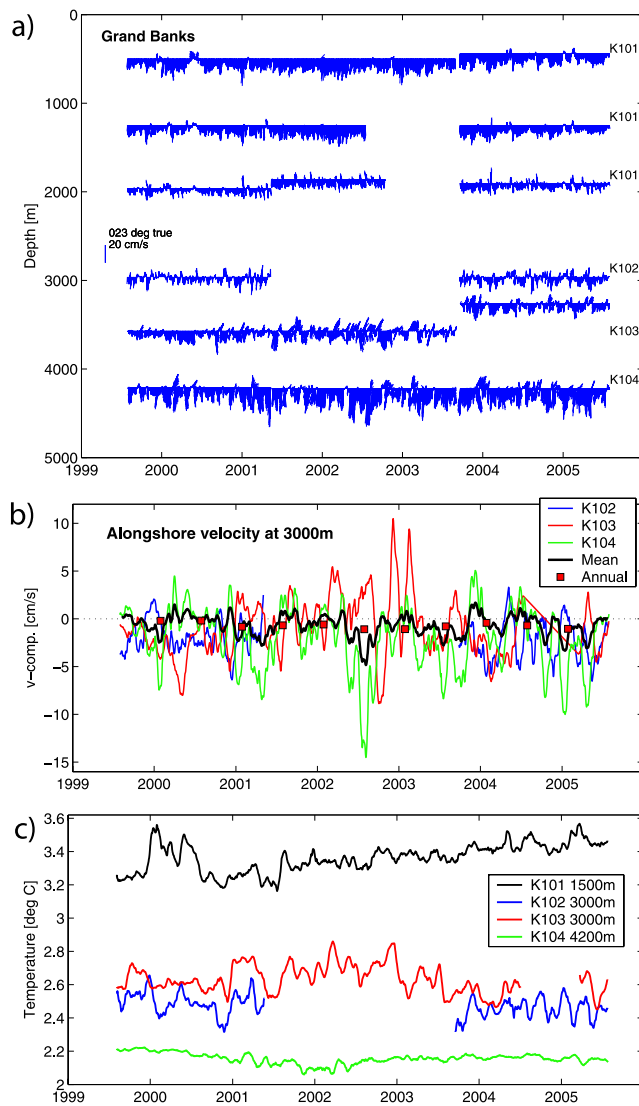 a)
Grand Banks
0
K101
1000
K101
2000
K101
023 deg true
20 cm/s
Depth [m]
3000
K102
K103
4000
K104
5000
1999 2000 2001 2002 2003 2004 2005
b)
Alongshore velocity at 3000m
K102
K103
K104
Mean
Annual
10
5
0
−5
−10
−15
v−comp. [cm/s]
1999 2000 2001 2002 2003 2004 2005
c)
3.6
3.4
3.2
3
2.8
2.6
2.4
2.2
2
Temperature [deg C]
K101 1500m
K102 3000m
K103 3000m
K104 4200m
1999 2000 2001 2002 2003 2004 2005